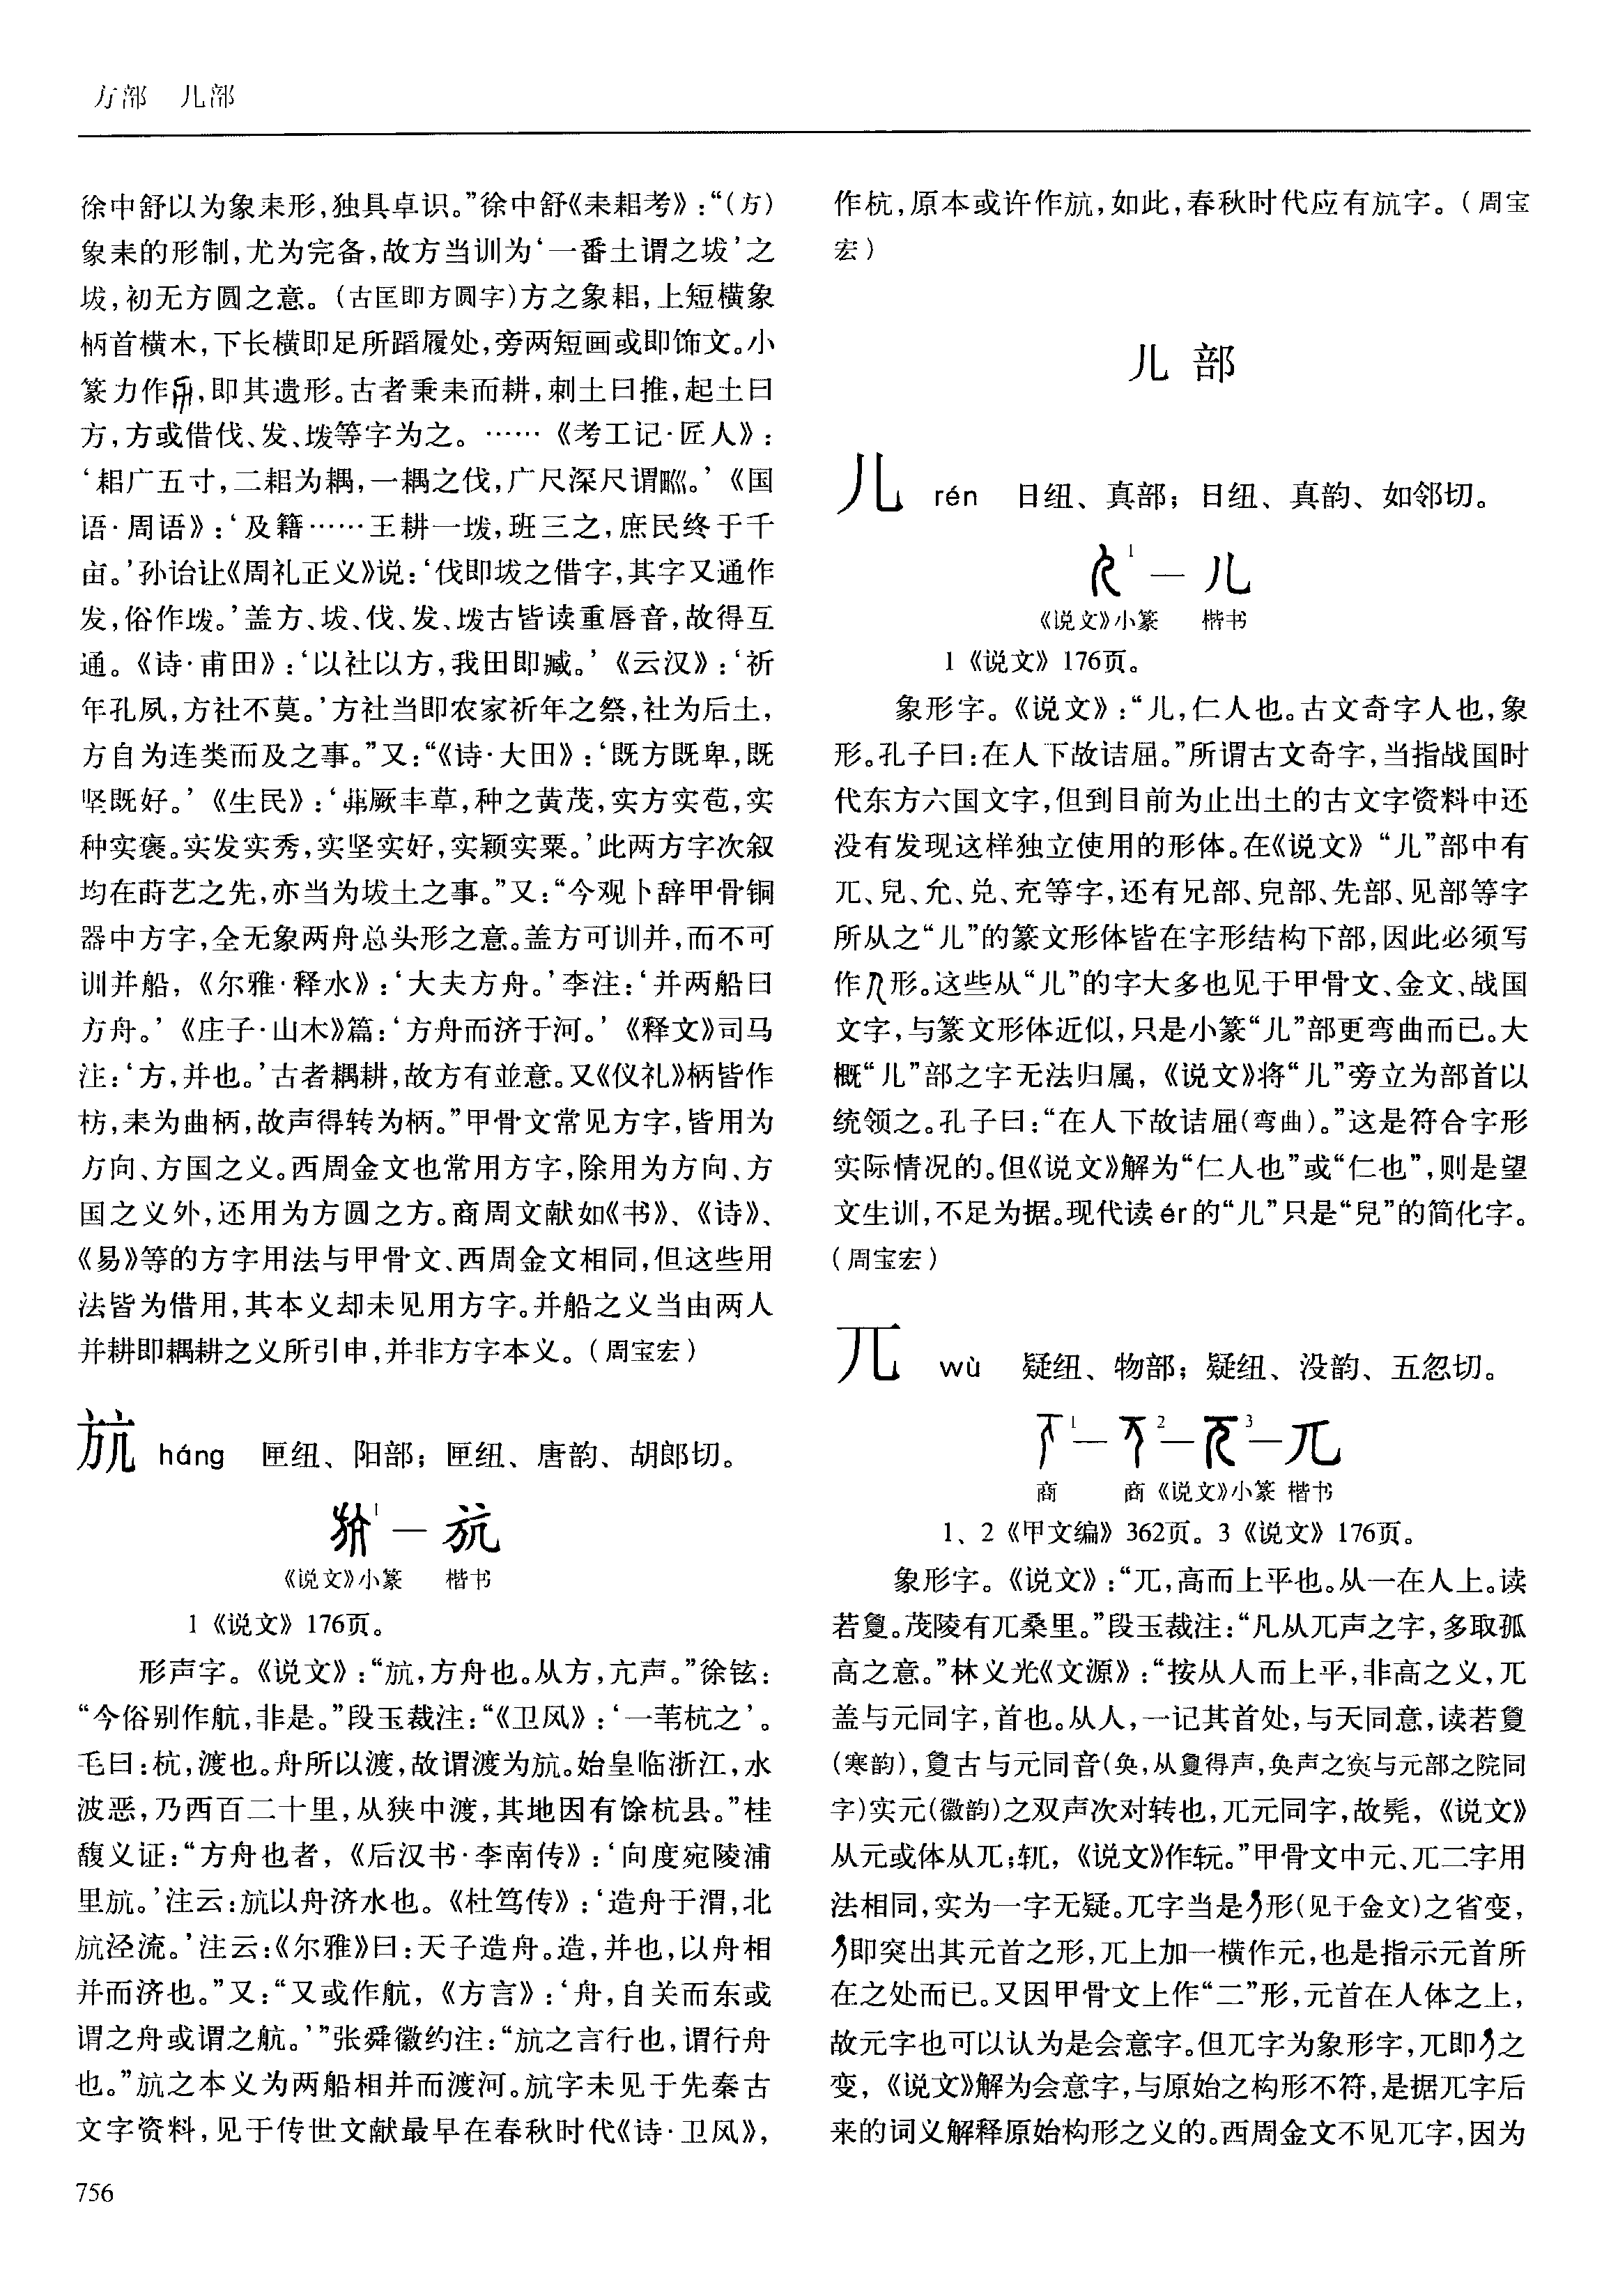 方部 儿部
徐中舒以为象耒形,独具卓识。”徐中舒《耒耜考》:“(方)
象耒的形制,尤为完备,故方当训为‘一番土谓之坺’之
坺,初无方圆之意。(古匡即方圆字)方之象耜,上短横象
柄首横木,下长横即足所蹈履处,旁两短画或即饰文。小
篆力作,即其遗形。古者秉耒而耕,刺土曰推,起土曰
方,方或借伐、发、垅等字为之。……《考工记·匠人》:
‘耜广五寸,二耜为耦,一耦之伐,广尺深尺谓𤰕。’《国
语·周语》:‘及籍……王耕一墢,班三之,庶民终于千
亩。’孙诒让《周礼正义》说:‘伐即坺之借字,其字又通作
发,俗作墢。’盖方、坺、伐、发、墢古皆读重唇音,故得互
通。《诗·甫田》:‘以社以方,我田即臧。’《云汉》:‘祈
年孔夙,方社不莫。’方社当即农家祈年之祭,社为后土,
方自为连类而及之事。”又:“《诗·大田》:‘既方既卑,既
坚既好。’《生民》:‘茀厥丰草,种之黄茂,实方实苞,实
种实褎。实发实秀,实坚实好,实颖实粟。’此两方字次叙
均在莳艺之先,亦当为坺土之事。”又:“今观卜辞甲骨铜
器中方字,全无象两舟总头形之意。盖方可训并,而不可
训并船,《尔雅·释水》:‘大夫方舟。’李注:‘并两船曰
方舟。’《庄子·山木》篇:‘方舟而济于河。’《释文》司马
注:‘方,并也。’古者耦耕,故方有並意。又《仪礼》柄皆作
枋,耒为曲柄,故声得转为柄。”甲骨文常见方字,皆用为
方向、方国之义。西周金文也常用方字,除用为方向、方
国之义外,还用为方圆之方。商周文献如《书》、《诗》、
《易》等的方字用法与甲骨文、西周金文相同,但这些用
法皆为借用,其本义却未见用方字。并船之义当由两人
并耕即耦耕之义所引申,并非方字本义。(周宝宏)
㫁 háng 匣纽、阳部;匣纽、唐韵、胡郎切。
1 — 斻
《说文》小篆 楷书
1《说文》176页。
形声字。《说文》:“斻,方舟也。从方,亢声。”徐铉:
“今俗别作航,非是。”段玉裁注:“《卫风》:‘一苇杭之’。
毛曰:杭,渡也。舟所以渡,故谓渡为斻。始皇临浙江,水
波恶,乃西百二十里,从狭中渡,其地因有馀杭县。”桂
馥义证:“方舟也者,《后汉书·李南传》:‘向度宛陵浦
里斻。’注云:斻以舟济水也。《杜笃传》:‘造舟于渭,北
斻泾流。’注云:《尔雅》曰:天子造舟。造,并也,以舟相
并而济也。”又:“又或作航,《方言》:‘舟,自关而东或
谓之舟或谓之航。’”张舜徽约注:“斻之言行也,谓行舟
也。”斻之本义为两船相并而渡河。斻字未见于先秦古
文字资料,见于传世文献最早在春秋时代《诗·卫风》,
作杭,原本或许作斻,如此,春秋时代应有斻字。(周宝
宏)
儿部
儿 rén 日纽、真部;日纽、真韵、如邻切。
1 — 儿
《说文》小篆 楷书
1《说文》176页。
象形字。《说文》:“儿,仁人也。古文奇字人也,象
形。孔子曰:在人下故诘屈。”所谓古文奇字,当指战国时
代东方六国文字,但到目前为止出土的古文字资料中还
没有发现这样独立使用的形体。在《说文》“儿”部中有
兀、兒、允、兑、充等字,还有兄部、皃部、先部、见部等字
所从之“儿”的篆文形体皆在字形结构下部,因此必须写
作形。这些从“儿”的字大多也见于甲骨文、金文、战国
文字,与篆文形体近似,只是小篆“儿”部更弯曲而已。大
概“儿”部之字无法归属,《说文》将“儿”旁立为部首以
统领之。孔子曰:“在人下故诘屈(弯曲)。”这是符合字形
实际情况的。但《说文》解为“仁人也”或“仁也”,则是望
文生训,不足为据。现代读ér的“儿”只是“兒”的简化字。
(周宝宏)
兀 wù 疑纽、物部;疑纽、没韵、五忽切。
1 — 2 — 3 — 兀
商 商 《说文》小篆 楷书
1、2《甲文编》362页。3《说文》176页。
象形字。《说文》:“兀,高而上平也。从一在人上。读
若敻。茂陵有兀桑里。”段玉裁注:“凡从兀声之字,多取孤
高之意。”林义光《文源》:“按从人而上平,非高之义,兀
盖与元同字,首也。从人,一记其首处,与天同意,读若敻
(寒韵),敻古与元同音(奂,从敻得声,奂声之㝩与元部之院同
字)实元(徽韵)之双声次对转也,兀元同字,故髡,《说文》
从元或体从兀;䡇,《说文》作䡇。”甲骨文中元、兀二字用
法相同,实为一字无疑。兀字当是形(见于金文)之省变,
即突出其元首之形,兀上加一横作元,也是指示元首所
在之处而已。又因甲骨文上作“二”形,元首在人体之上,
故元字也可以认为是会意字。但兀字为象形字,兀即之
变,《说文》解为会意字,与原始之构形不符,是据兀字后
来的词义解释原始构形之义的。西周金文不见兀字,因为
756